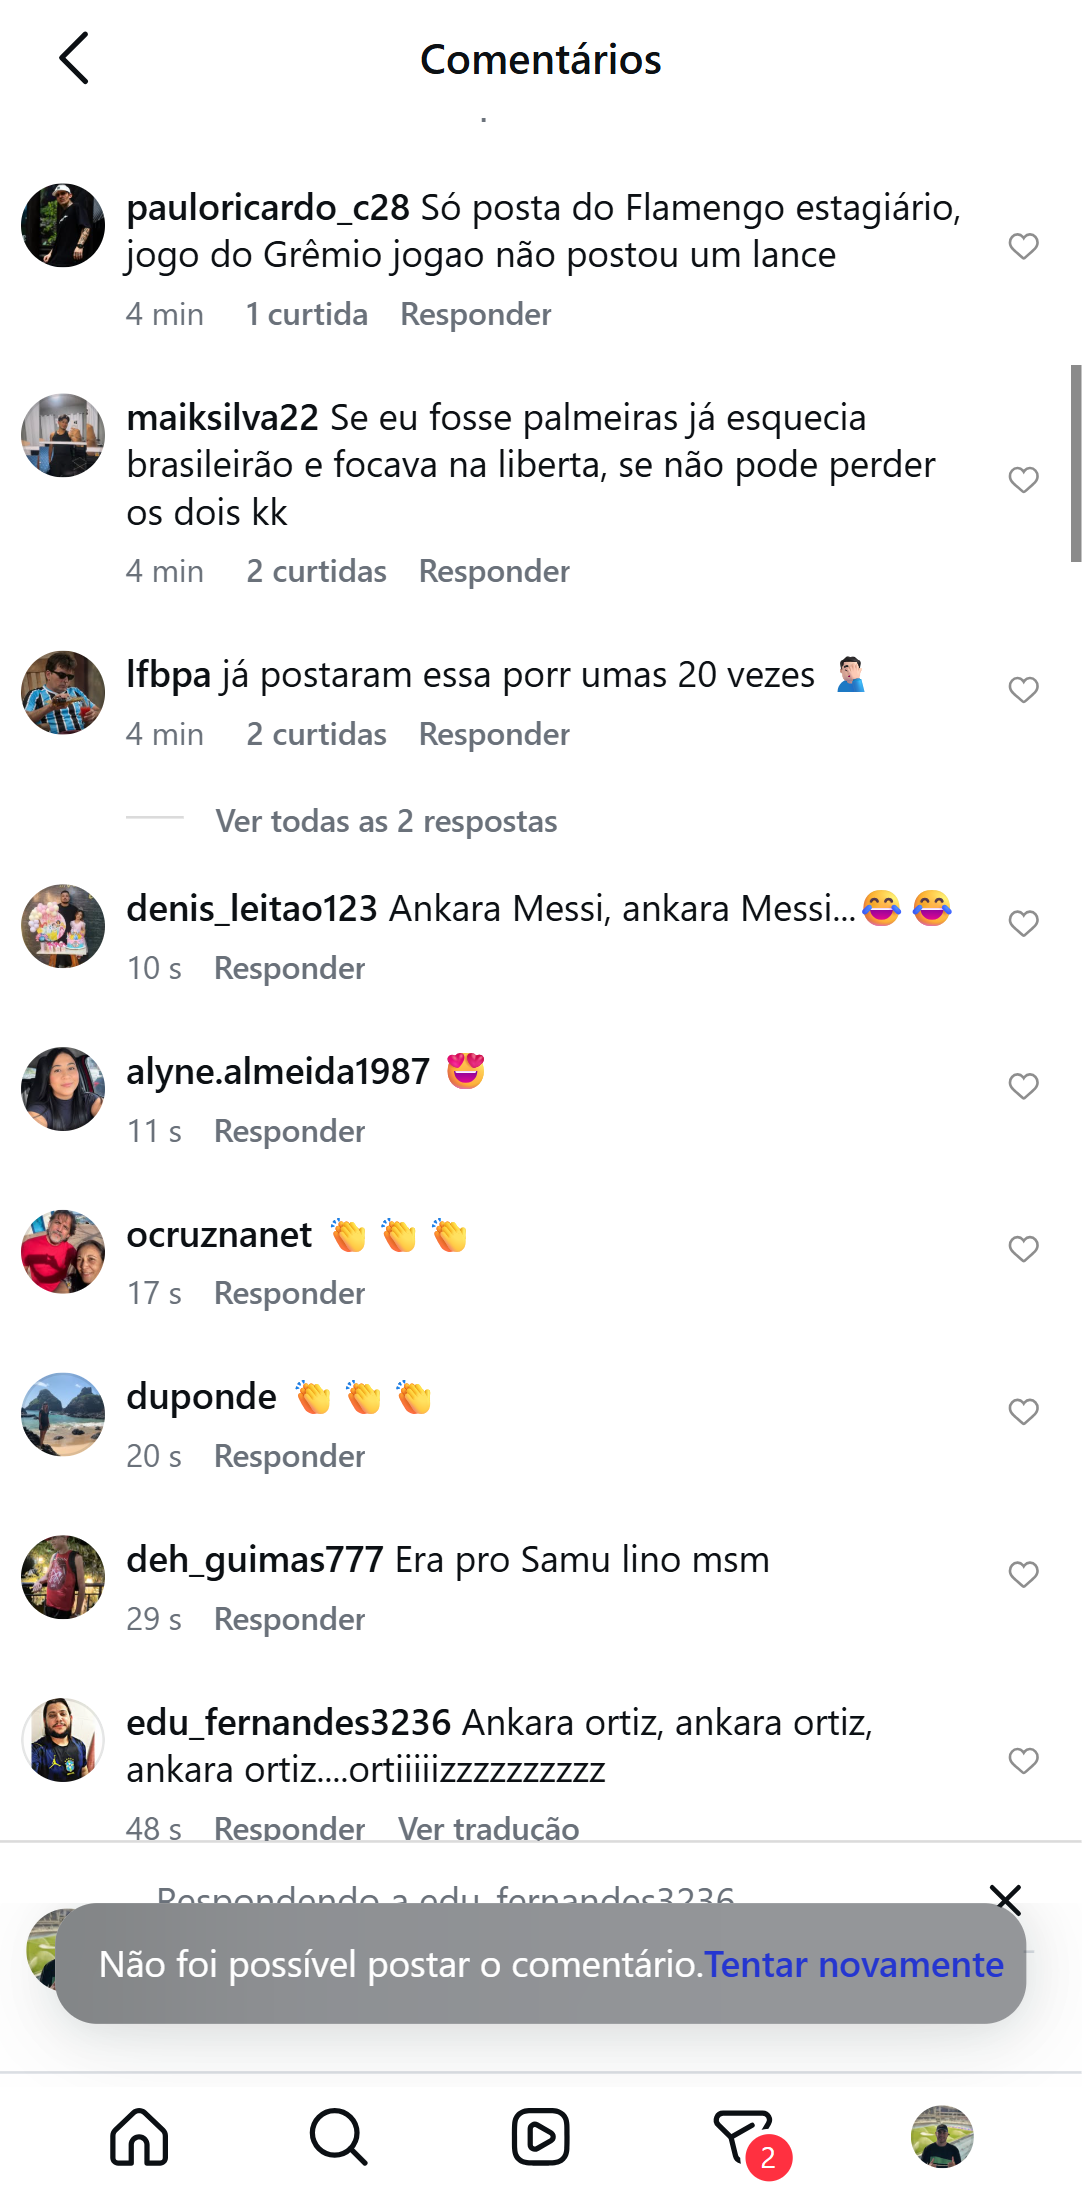 Comentários
pauloricardo_c28 Só posta do Flamengo estagiário,
jogo do Grêmio jogao não postou um lance
4 min 1 curtida Responder
maiksilva22 Se eu fosse palmeiras já esquecia
brasileirão e focava na liberta, se não pode perder
os dois kk
4 min 2 curtidas Responder
lfbpa já postaram essa porr umas 20 vezes 🤦🏻‍♂️
4 min 2 curtidas Responder
Ver todas as 2 respostas
denis_leitao123 Ankara Messi, ankara Messi...😂😂
10 s Responder
alyne.almeida1987 😍
11 s Responder
ocruznanet 👏👏👏
17 s Responder
duponde 👏👏👏
20 s Responder
deh_guimas777 Era pro Samu lino msm
29 s Responder
edu_fernandes3236 Ankara ortiz, ankara ortiz,
ankara ortiz....ortiiiiizzzzzzzzzz
48 s Responder Ver tradução
Respondendo a edu_fernandes3236
Não foi possível postar o comentário.Tentar novamente
2